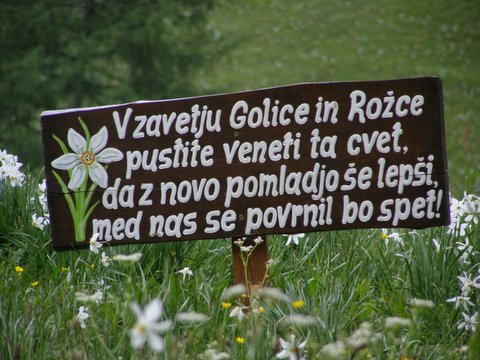 V zavetju Golice in Rožce
pustite veneti ta cvet,
da z novo pomladjo še lepši,
med nas se povrnil bo spet!